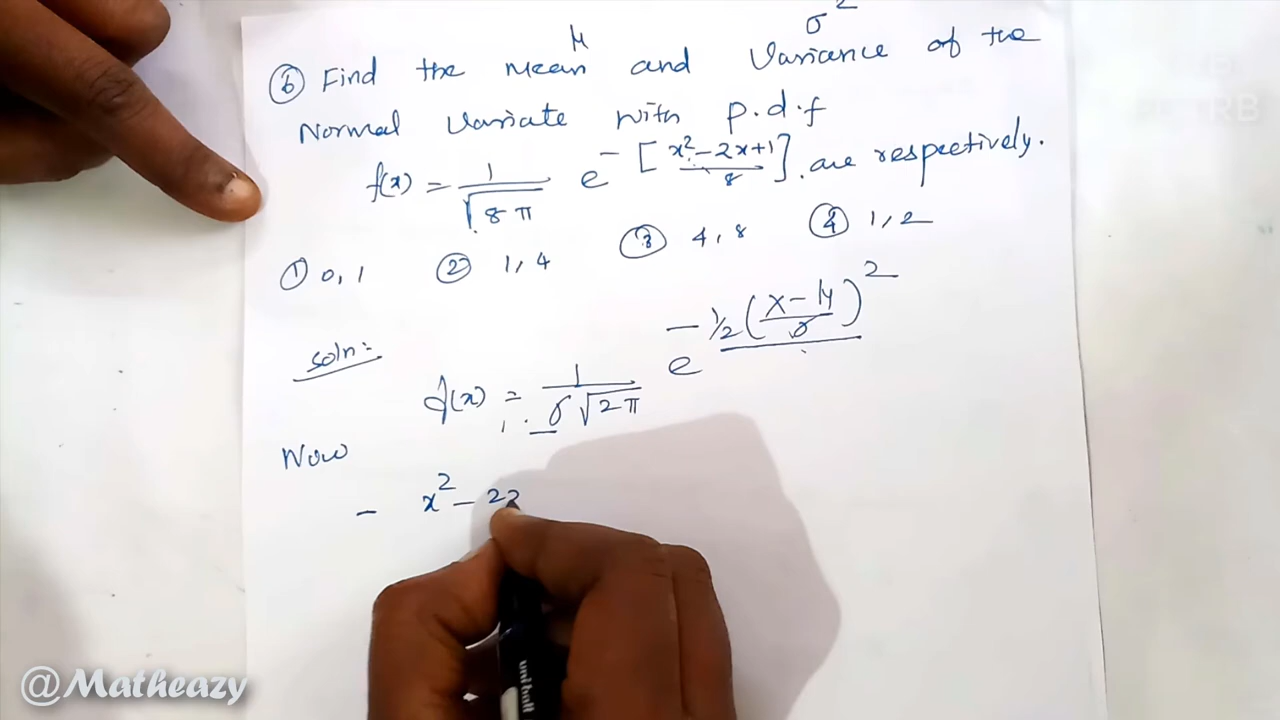 μ σ²
⑥ Find the Mean and Variance of the
Normal Variate with p.d.f
f(x) = 1/√8π e^-[x²-2x+1/8] are respectively.
① 0, 1 ② 1, 4 ③ 4, 8 ④ 1, 2
Soln:
f(x) = 1/σ√2π e^-½(x-μ/σ)²
Now
- x² - 2x
uniball
@Matheazy